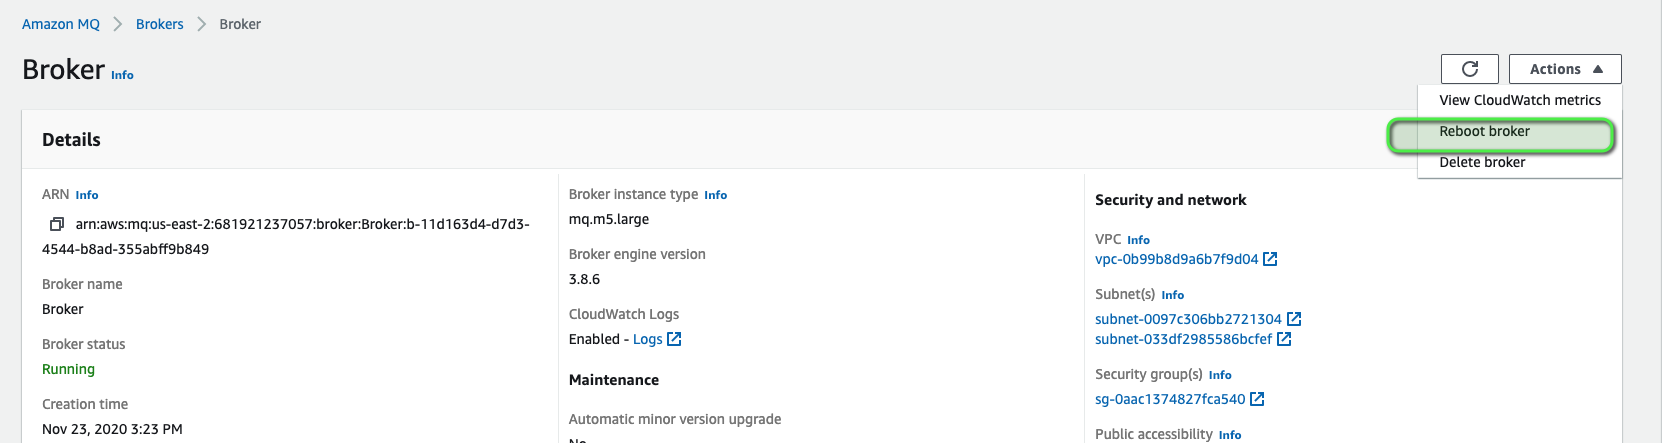 Amazon MQ > Brokers > Broker
Broker Info
Actions
View CloudWatch metrics
Reboot broker
Delete broker
Details
ARN Info
arn:aws:mq:us-east-2:681921237057:broker:Broker:b-11d163d4-d7d3-
4544-b8ad-355abff9b849
Broker name
Broker
Broker status
Running
Creation time
Nov 23, 2020 3:23 PM
Broker instance type Info
mq.m5.large
Broker engine version
3.8.6
CloudWatch Logs
Enabled - Logs
Maintenance
Automatic minor version upgrade
No
Security and network
VPC Info
vpc-0b99b8d9a6b7f9d04
Subnet(s) Info
subnet-0097c306bb2721304
subnet-033df2985586bcfef
Security group(s) Info
sg-0aac1374827fca540
Public accessibility Info